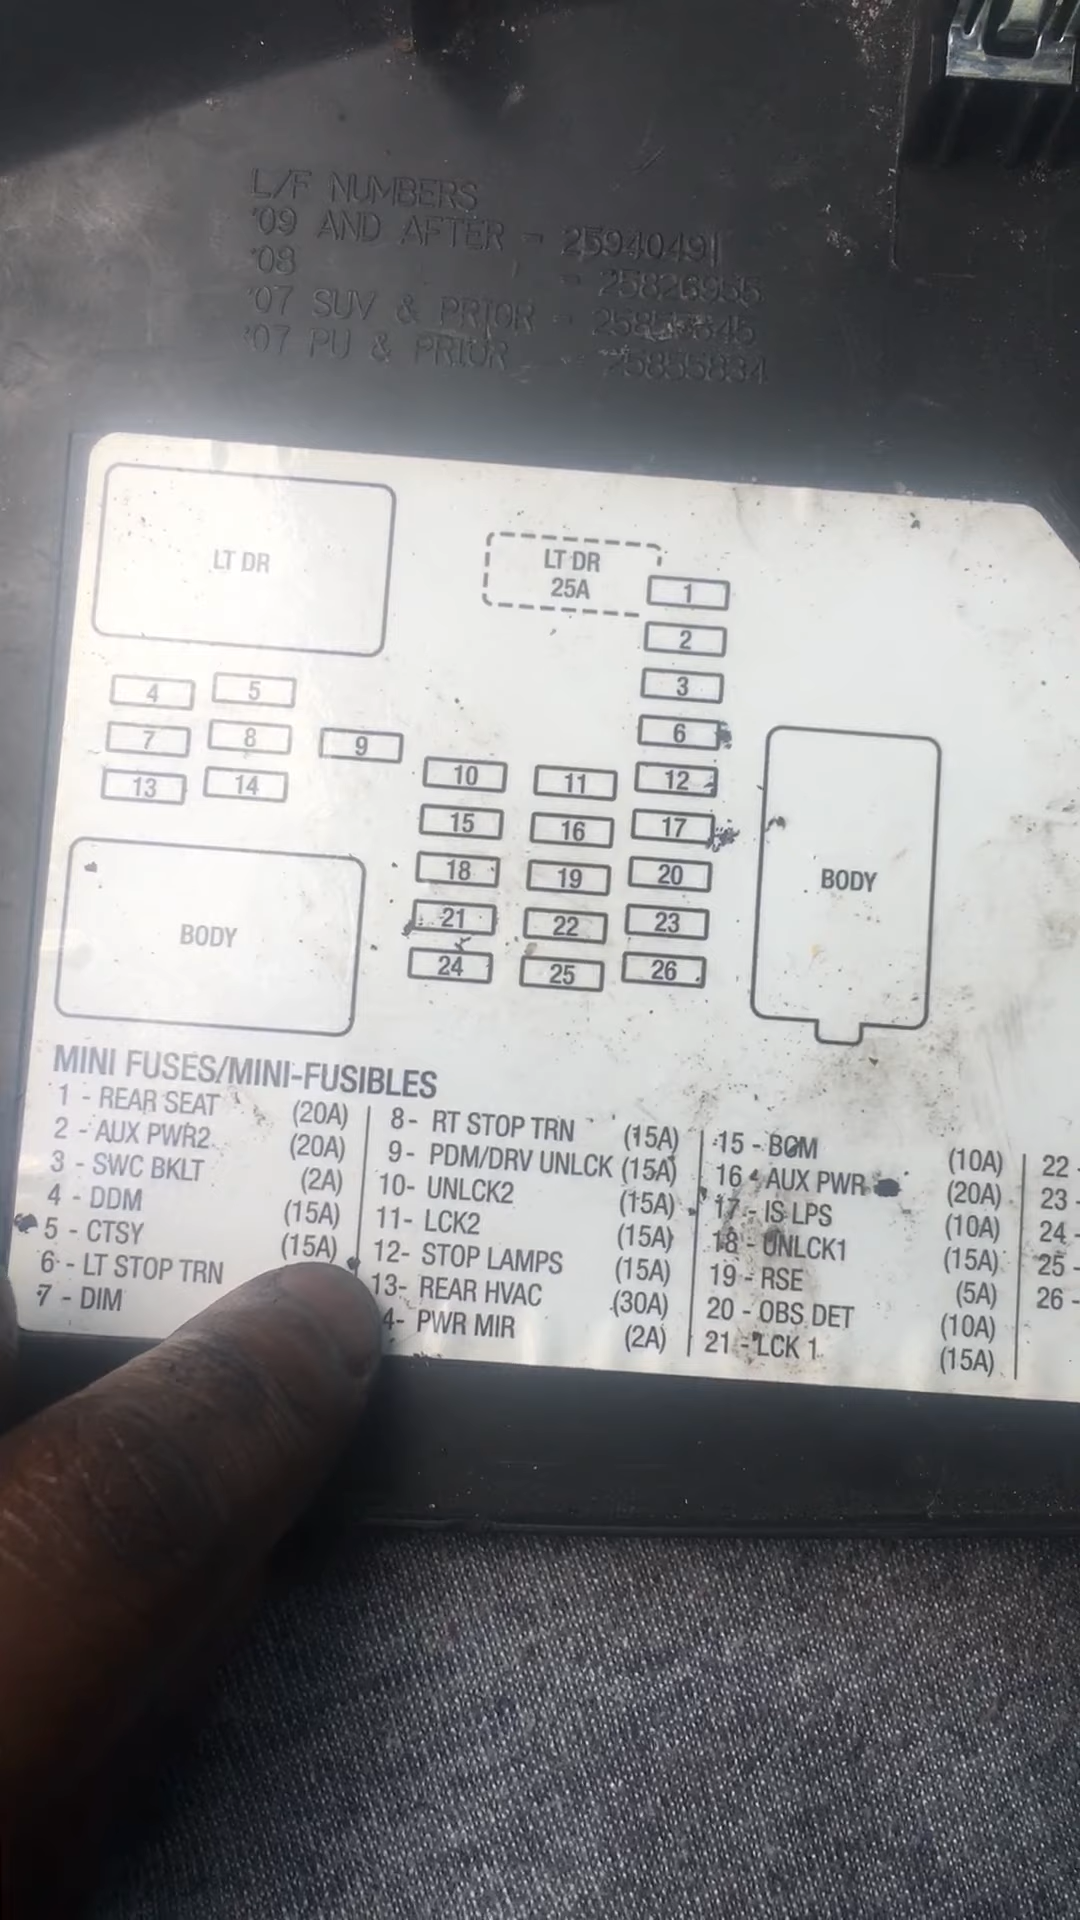 L/F NUMBERS
'09 AND AFTER - 25940491
'08 - 25826955
'07 SUV & PRIOR -
'07 PU & PRIOR - 25855834
LT DR
LT DR
25A
1
2
3
4 5
6
7 8 9
10 11 12
13 14
15 16 17
18 19 20
21 22 23
24 25 26
BODY
BODY
MINI FUSES/MINI-FUSIBLES
1 - REAR SEAT (20A)
2 - AUX PWR2 (20A)
3 - SWC BKLT (2A)
4 - DDM (15A)
5 - CTSY (15A)
6 - LT STOP TRN
7 - DIM
8- RT STOP TRN (15A)
9- PDM/DRV UNLCK (15A)
10- UNLCK2 (15A)
11- LCK2 (15A)
12- STOP LAMPS (15A)
13- REAR HVAC (30A)
4- PWR MIR (2A)
15 - BCM (10A)
16 - AUX PWR (20A)
17 - IS LPS (10A)
18 - UNLCK1 (15A)
19 - RSE (5A)
20 - OBS DET (10A)
21 - LCK 1 (15A)
22 -
23 -
24 -
25 -
26 -